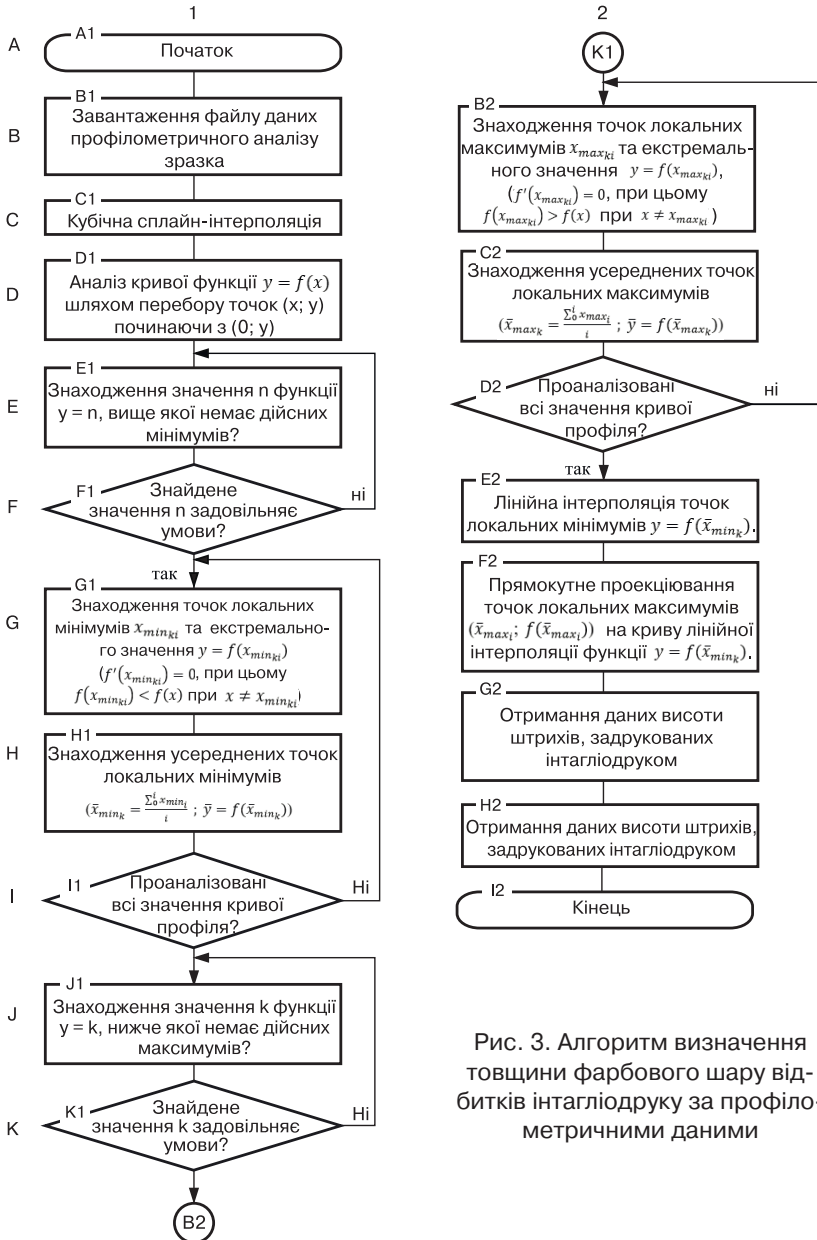 1
A
A1
Початок
B
B1
Завантаження файлу даних
профілометричного аналізу
зразка
C
C1
Кубічна сплайн-інтерполяція
D
D1
Аналіз кривої функції y = f(x)
шляхом перебору точок (x; y)
починаючи з (0; y)
E
E1
Знаходження значення n функції
y = n, вище якої немає дійсних
мінімумів?
F
F1
Знайдене
значення n задовільняє
умови?
ні
так
G
G1
Знаходження точок локальних
мінімумів x_{min_{ki}} та екстремально-
го значення y = f(x_{min_{ki}})
(f′(x_{min_{ki}}) = 0, при цьому
f(x_{min_{ki}}) < f(x) при x ≠ x_{min_{ki}})
H
H1
Знаходження усереднених точок
локальних мінімумів
(x̄_{min_k} = \frac{∑_0^i x_{min_i}}{i} ; ȳ = f(x̄_{min_k}))
I
I1
Проаналізовані
всі значення кривої
профіля?
Ні
J
J1
Знаходження значення k функції
y = k, нижче якої немає дійсних
максимумів?
K
K1
Знайдене
значення k задовільняє
умови?
Ні
B2
2
K1
B2
Знаходження точок локальних
максимумів x_{max_{ki}} та екстремаль-
ного значення y = f(x_{max_{ki}}),
(f′(x_{max_{ki}}) = 0, при цьому
f(x_{max_{ki}}) > f(x) при x ≠ x_{max_{ki}})
C2
Знаходження усереднених точок
локальних максимумів
(x̄_{max_k} = \frac{∑_0^i x_{max_i}}{i} ; ȳ = f(x̄_{max_k}))
D2
Проаналізовані
всі значення кривої
профіля?
ні
так
E2
Лінійна інтерполяція точок
локальних мінімумів y = f(x̄_{min_k}).
F2
Прямокутне проекціювання
точок локальних максимумів
(x̄_{max_i}; f(x̄_{max_i})) на криву лінійної
інтерполяції функції y = f(x̄_{min_k}).
G2
Отримання даних висоти
штрихів, задрукованих
інтагліодруком
H2
Отримання даних висоти штрихів,
задрукованих інтагліодруком
I2
Кінець
Рис. 3. Алгоритм визначення
товщини фарбового шару від-
битків інтагліодруку за профіло-
метричними даними